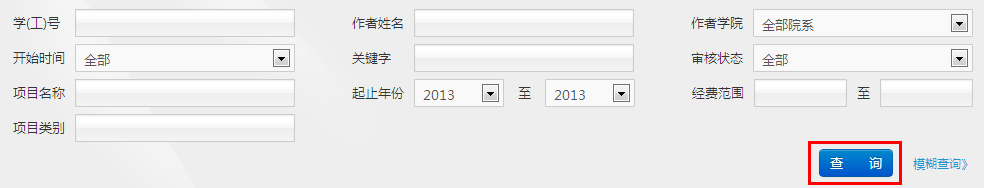 学(工)号 作者姓名 作者学院 全部院系
开始时间 全部 关键字 审核状态 全部
项目名称 起止年份 2013 至 2013 经费范围 至
项目类别
查 询 模糊查询》